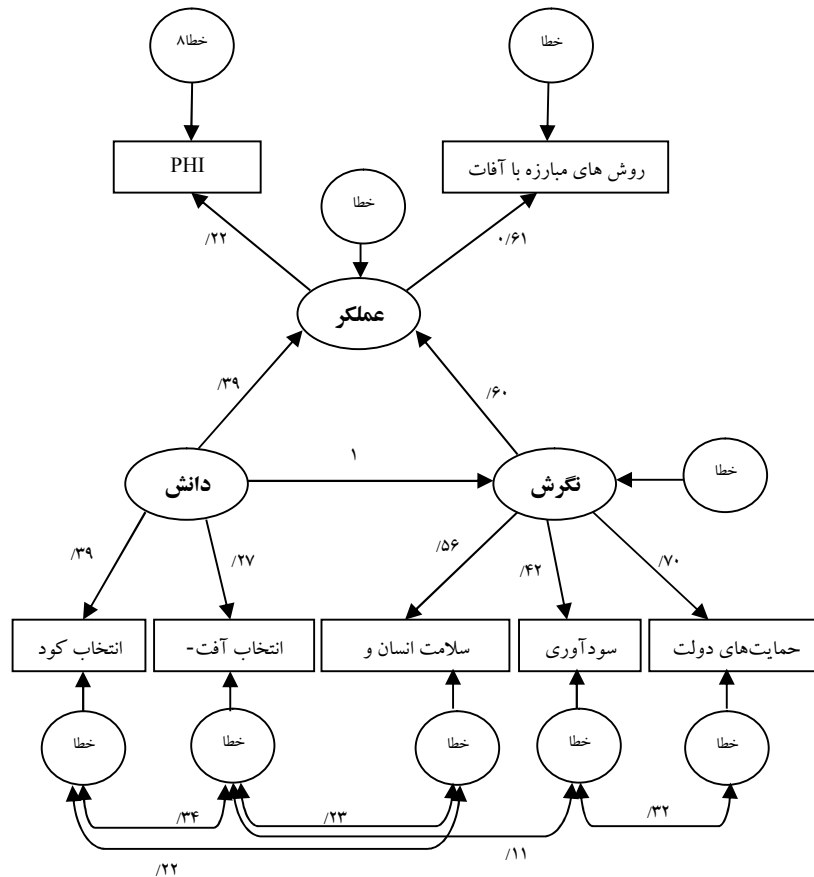 خطا۸
خطا
PHI
روش های مبارزه با آفات
خطا
/۲۲
۰/۶۱
عملکر
/۳۹
/۶۰
۱
دانش
نگرش
خطا
/۳۹
/۲۷
/۵۶
/۴۲
/۷۰
انتخاب کود
انتخاب آفت-
سلامت انسان و
سودآوری
حمایت‌های دولت
خطا
خطا
خطا
خطا
خطا
/۳۴
/۲۳
/۳۲
/۲۲
/۱۱